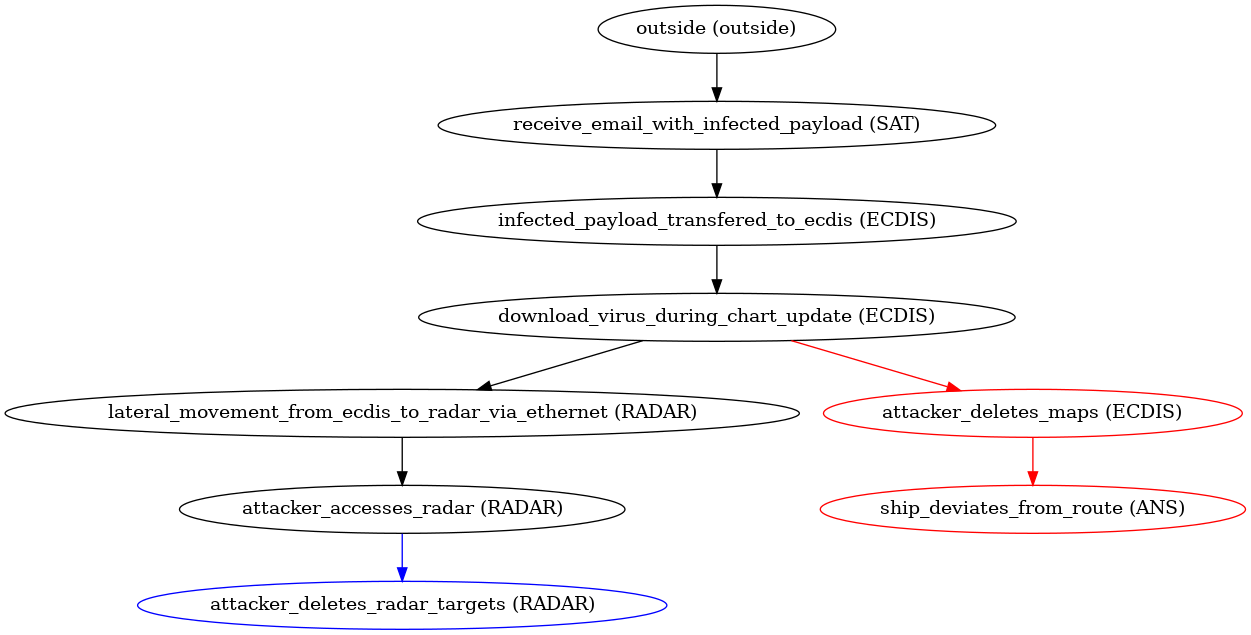 outside (outside)
receive_email_with_infected_payload (SAT)
infected_payload_transfered_to_ecdis (ECDIS)
download_virus_during_chart_update (ECDIS)
lateral_movement_from_ecdis_to_radar_via_ethernet (RADAR)
attacker_deletes_maps (ECDIS)
attacker_accesses_radar (RADAR)
ship_deviates_from_route (ANS)
attacker_deletes_radar_targets (RADAR)